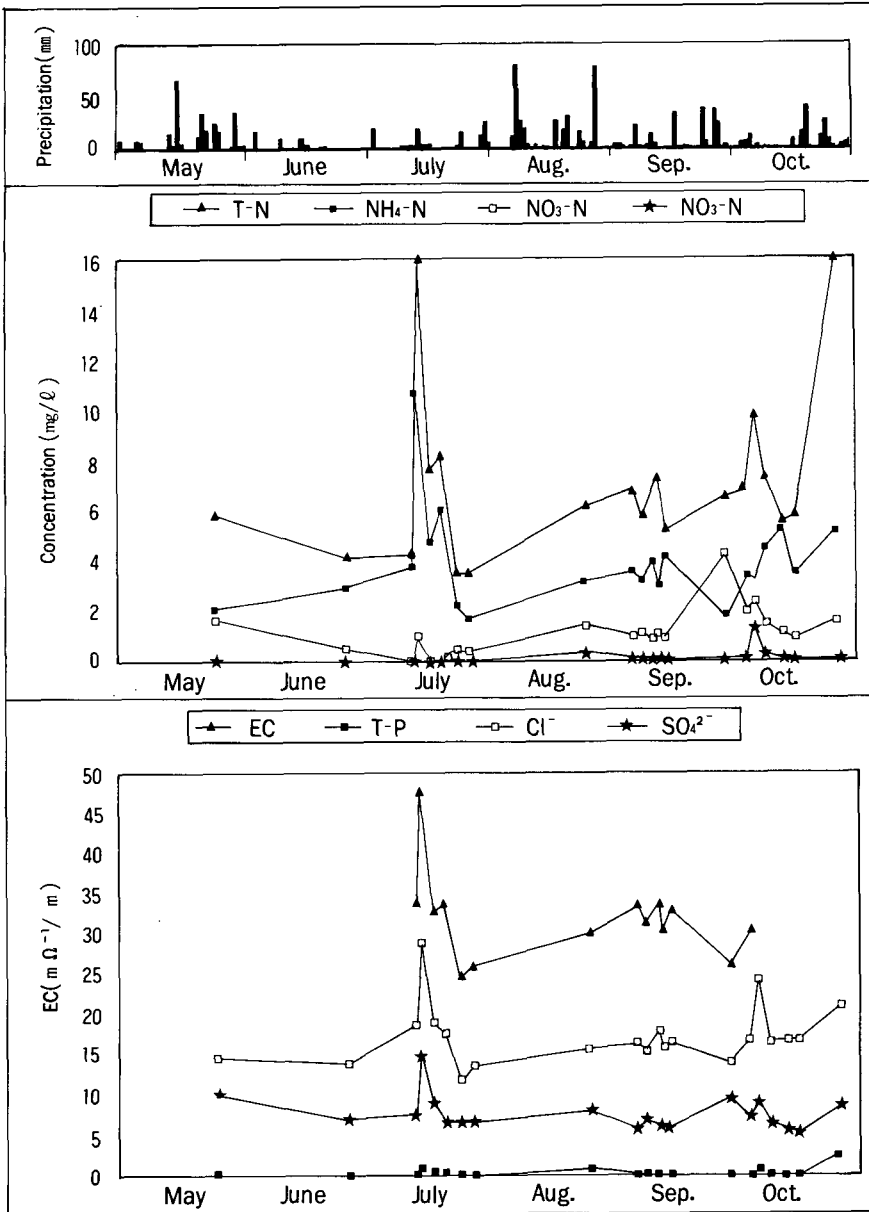 Precipitation(mm)
100
50
0
May June July Aug. Sep. Oct.
T-N NH₄-N NO₃-N NO₃-N
Concentration (mg/ℓ)
16
14
12
10
8
6
4
2
0
May June July Aug. Sep. Oct.
EC T-P Cl⁻ SO₄²⁻
EC( m Ω⁻¹/ m)
50
45
40
35
30
25
20
15
10
5
0
May June July Aug. Sep. Oct.